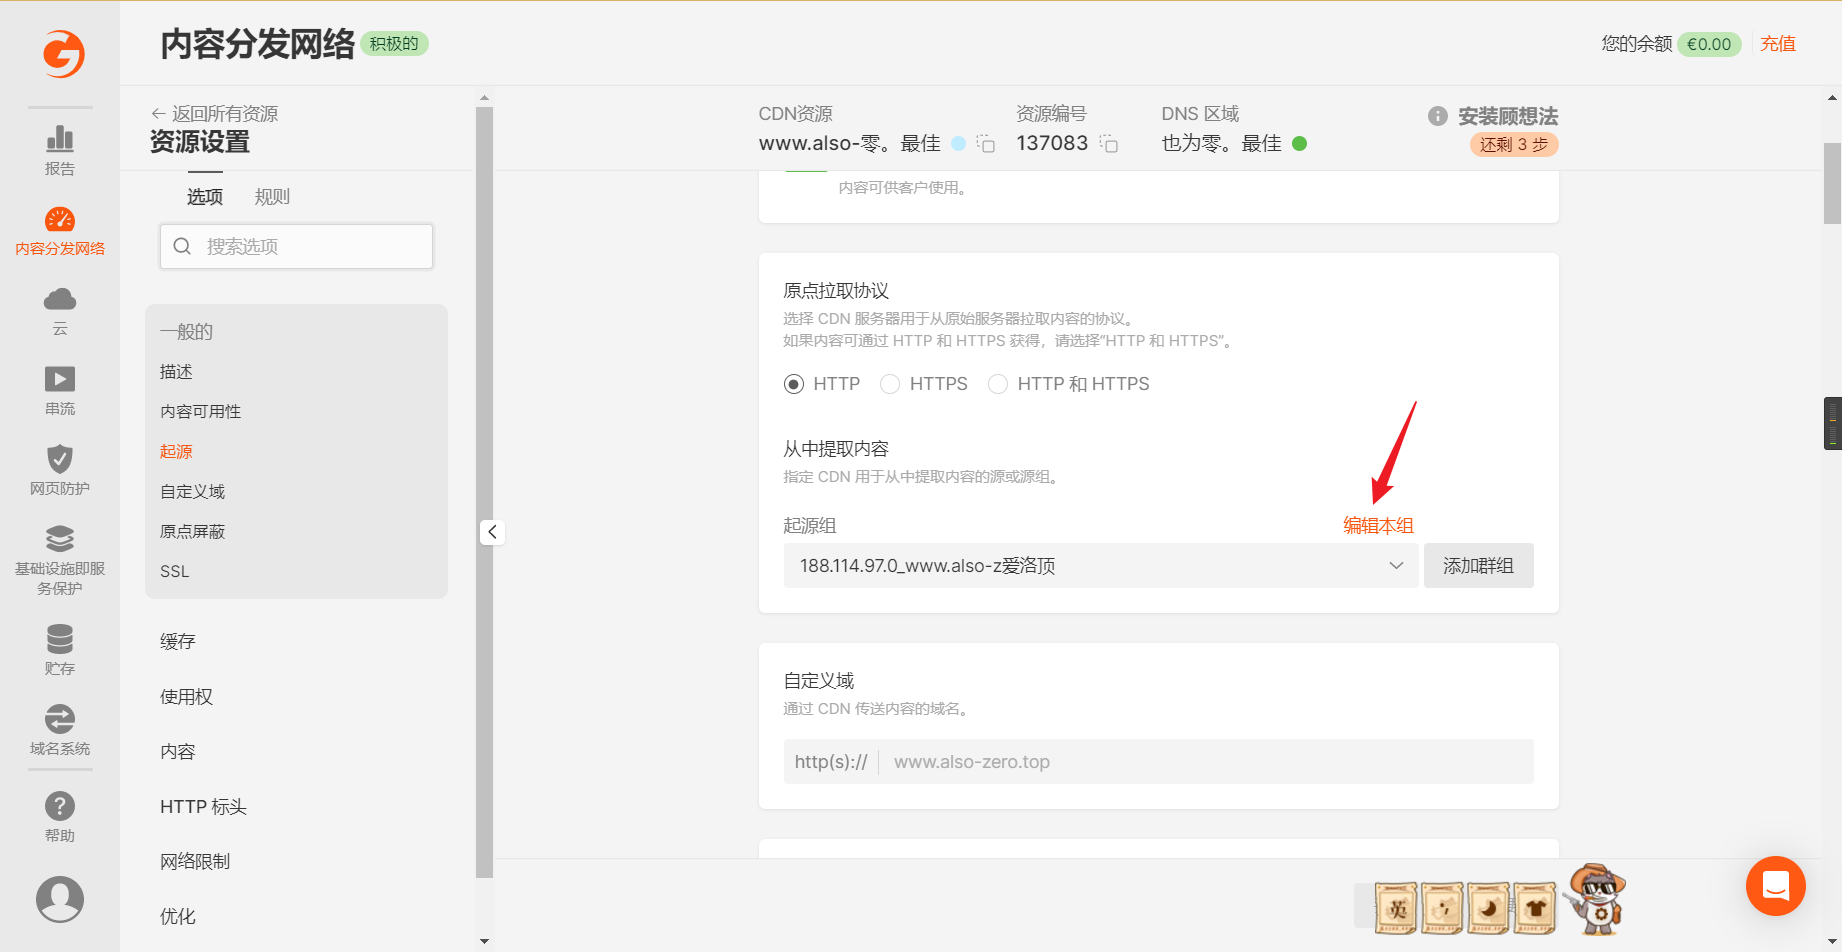 内容分发网络 积极的
您的余额 €0.00 充值
报告
内容分发网络
云
串流
网页防护
基础设施即服
务保护
贮存
域名系统
帮助
← 返回所有资源
资源设置
选项 规则
搜索选项
一般的
描述
内容可用性
起源
自定义域
原点屏蔽
SSL
缓存
使用权
内容
HTTP 标头
网络限制
优化
CDN资源
www.also-零。最佳
资源编号
137083
DNS 区域
也为零。最佳
安装顾想法
还剩 3 步
内容可供客户使用。
原点拉取协议
选择 CDN 服务器用于从原始服务器拉取内容的协议。
如果内容可通过 HTTP 和 HTTPS 获得，请选择“HTTP 和 HTTPS”。
HTTP HTTPS HTTP 和 HTTPS
从中提取内容
指定 CDN 用于从中提取内容的源或源组。
起源组 编辑本组
188.114.97.0_www.also-z爱洛顶 添加群组
自定义域
通过 CDN 传送内容的域名。
http(s):// www.also-zero.top
英